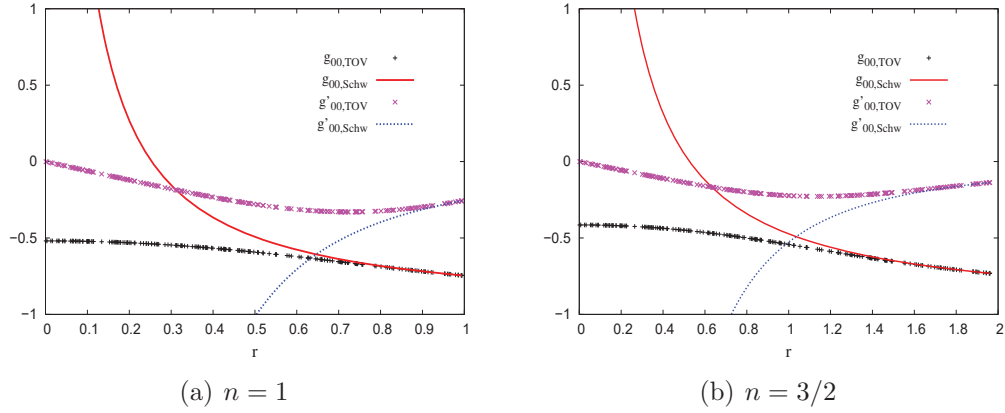 1
0.5
0
−0.5
−1
0 0.1 0.2 0.3 0.4 0.5 0.6 0.7 0.8 0.9 1
r
g00,TOV
g00,Schw
g'00,TOV
g'00,Schw
(a) n = 1
1
0.5
0
−0.5
−1
0 0.2 0.4 0.6 0.8 1 1.2 1.4 1.6 1.8 2
r
g00,TOV
g00,Schw
g'00,TOV
g'00,Schw
(b) n = 3/2